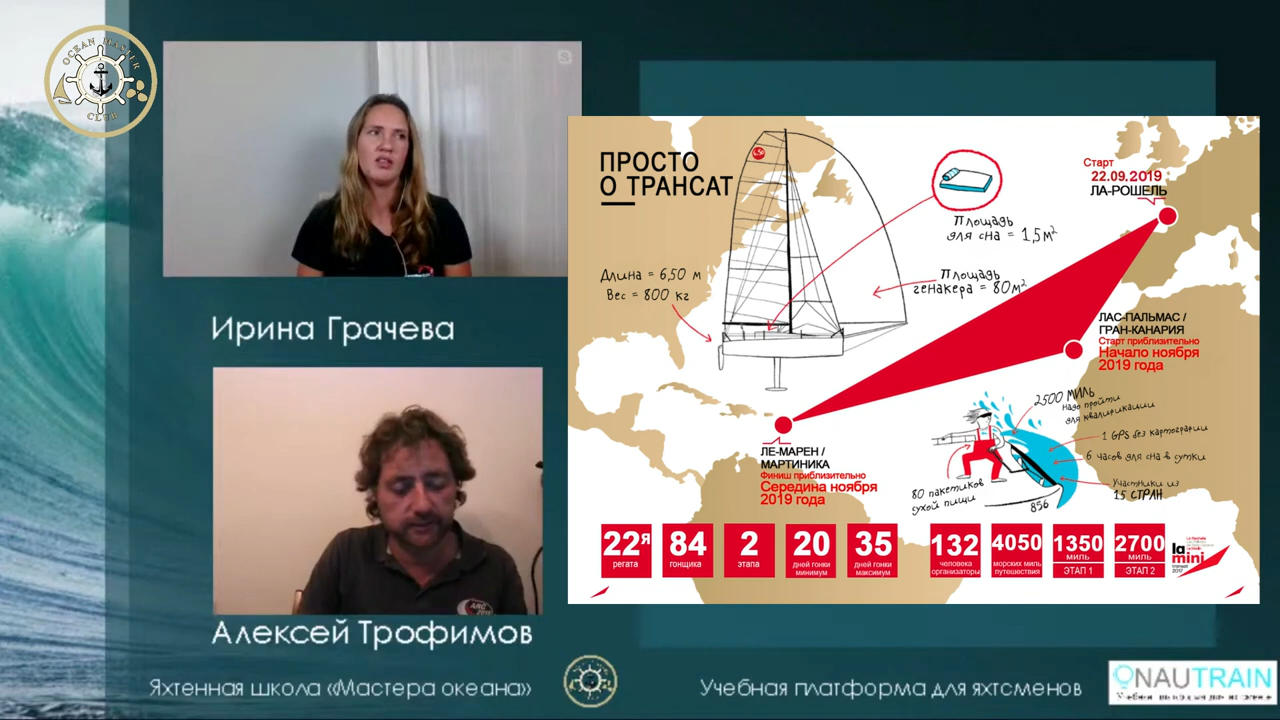 OCEAN MASTER
CLUB
Ирина Грачева
Алексей Трофимов
Яхтенная школа «Мастера океана»
Учебная платформа для яхтсменов
NAUTRAIN
ПРОСТО
О ТРАНСАТ
Длина = 6,50 м
Вес = 800 кг
Площадь
для сна = 1,5м²
Площадь
генакера = 80м²
Старт
22.09.2019
ЛА-РОШЕЛЬ
ЛАС-ПАЛЬМАС /
ГРАН-КАНАРИЯ
Старт приблизительно
Начало ноября
2019 года
ЛЕ-МАРЕН /
МАРТИНИКА
Финиш приблизительно
Середина ноября
2019 года
2500 МИЛЬ
надо пройти
для квалификации
1 GPS без картографии
6 часов для сна в сутки
Участники из
15 СТРАН
80 пакетиков
сухой пищи
856
22я
регата
84
гонщика
2
этапа
20
дней гонки
минимум
35
дней гонки
максимум
132
человека
организаторы
4050
морских миль
путешествия
1350
миль
ЭТАП 1
2700
миль
ЭТАП 2
la
mini
transat
2017